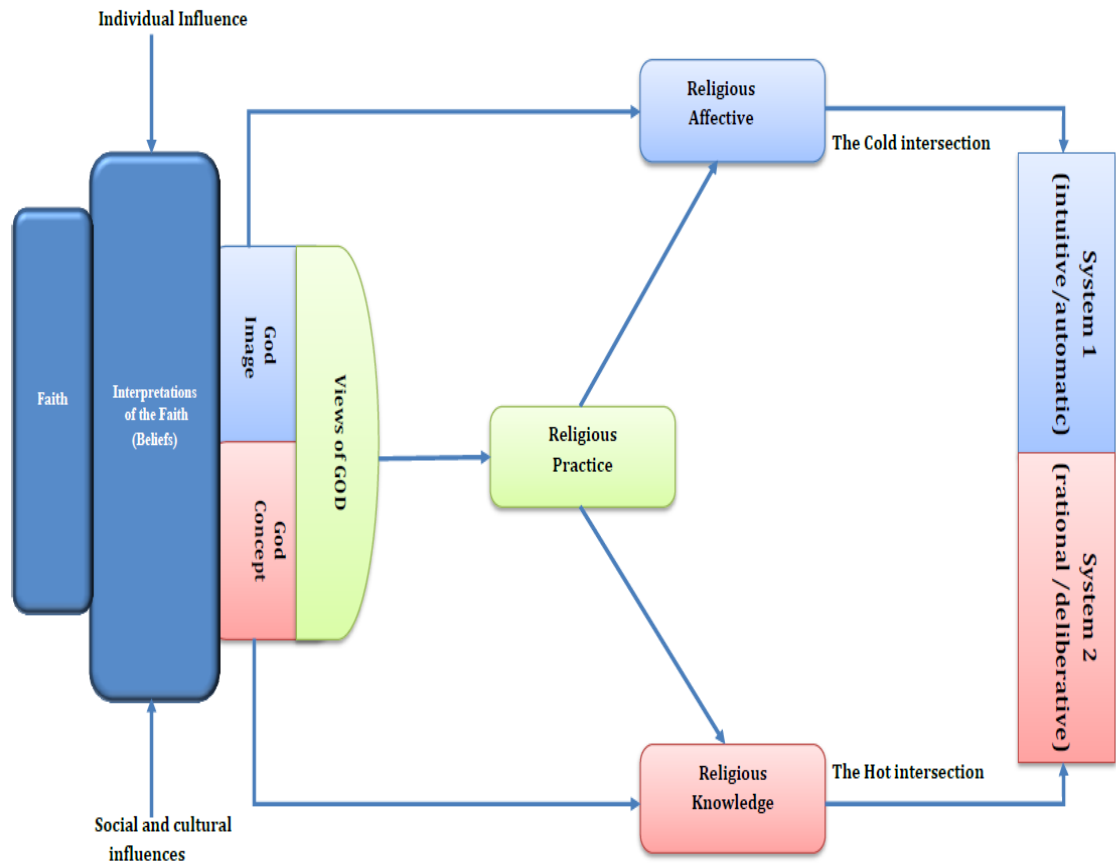 Individual Influence
Religious
Affective
The Cold intersection
System 1
(intuitive/automatic)
God
Image
Views of GOD
Faith
Interpretations
of the Faith
(Beliefs)
Religious
Practice
God
Concept
System 2
(rational /deliberative)
Religious
Knowledge
The Hot intersection
Social and cultural
influences